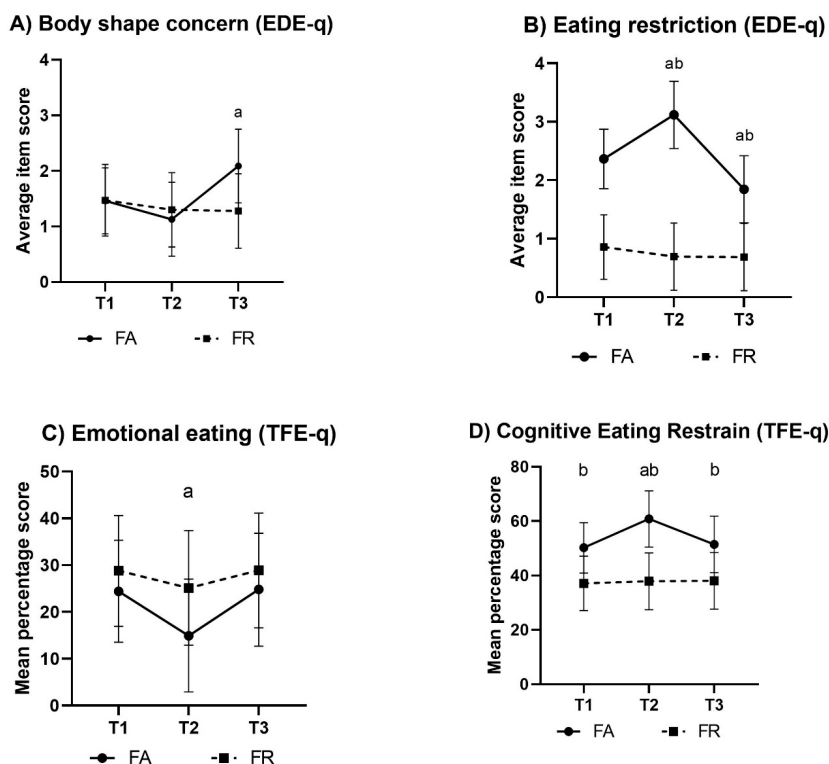 A) Body shape concern (EDE-q)
Average item score
4
3
2
1
0
a
T1 T2 T3
FA FR
B) Eating restriction (EDE-q)
Average item score
4
3
2
1
0
ab
ab
T1 T2 T3
FA FR
C) Emotional eating (TFE-q)
Mean percentage score
50
40
30
20
10
0
a
T1 T2 T3
FA FR
D) Cognitive Eating Restrain (TFE-q)
Mean percentage score
80
60
40
20
0
b ab b
T1 T2 T3
FA FR